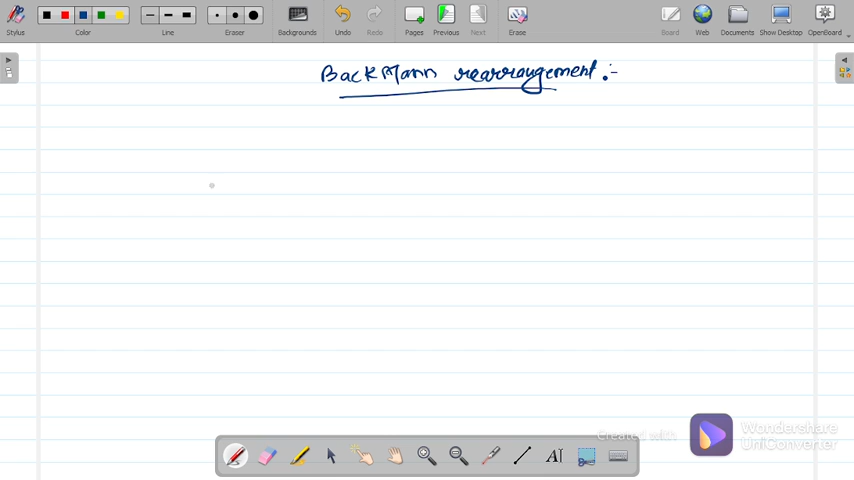 Stylus
Color
Line
Eraser
Backgrounds
Undo
Redo
Pages
Previous
Next
Erase
Board
Web
Documents
Show Desktop
OpenBoard
BackMann rearrangement :-
Created with
Wondershare
UniConverter